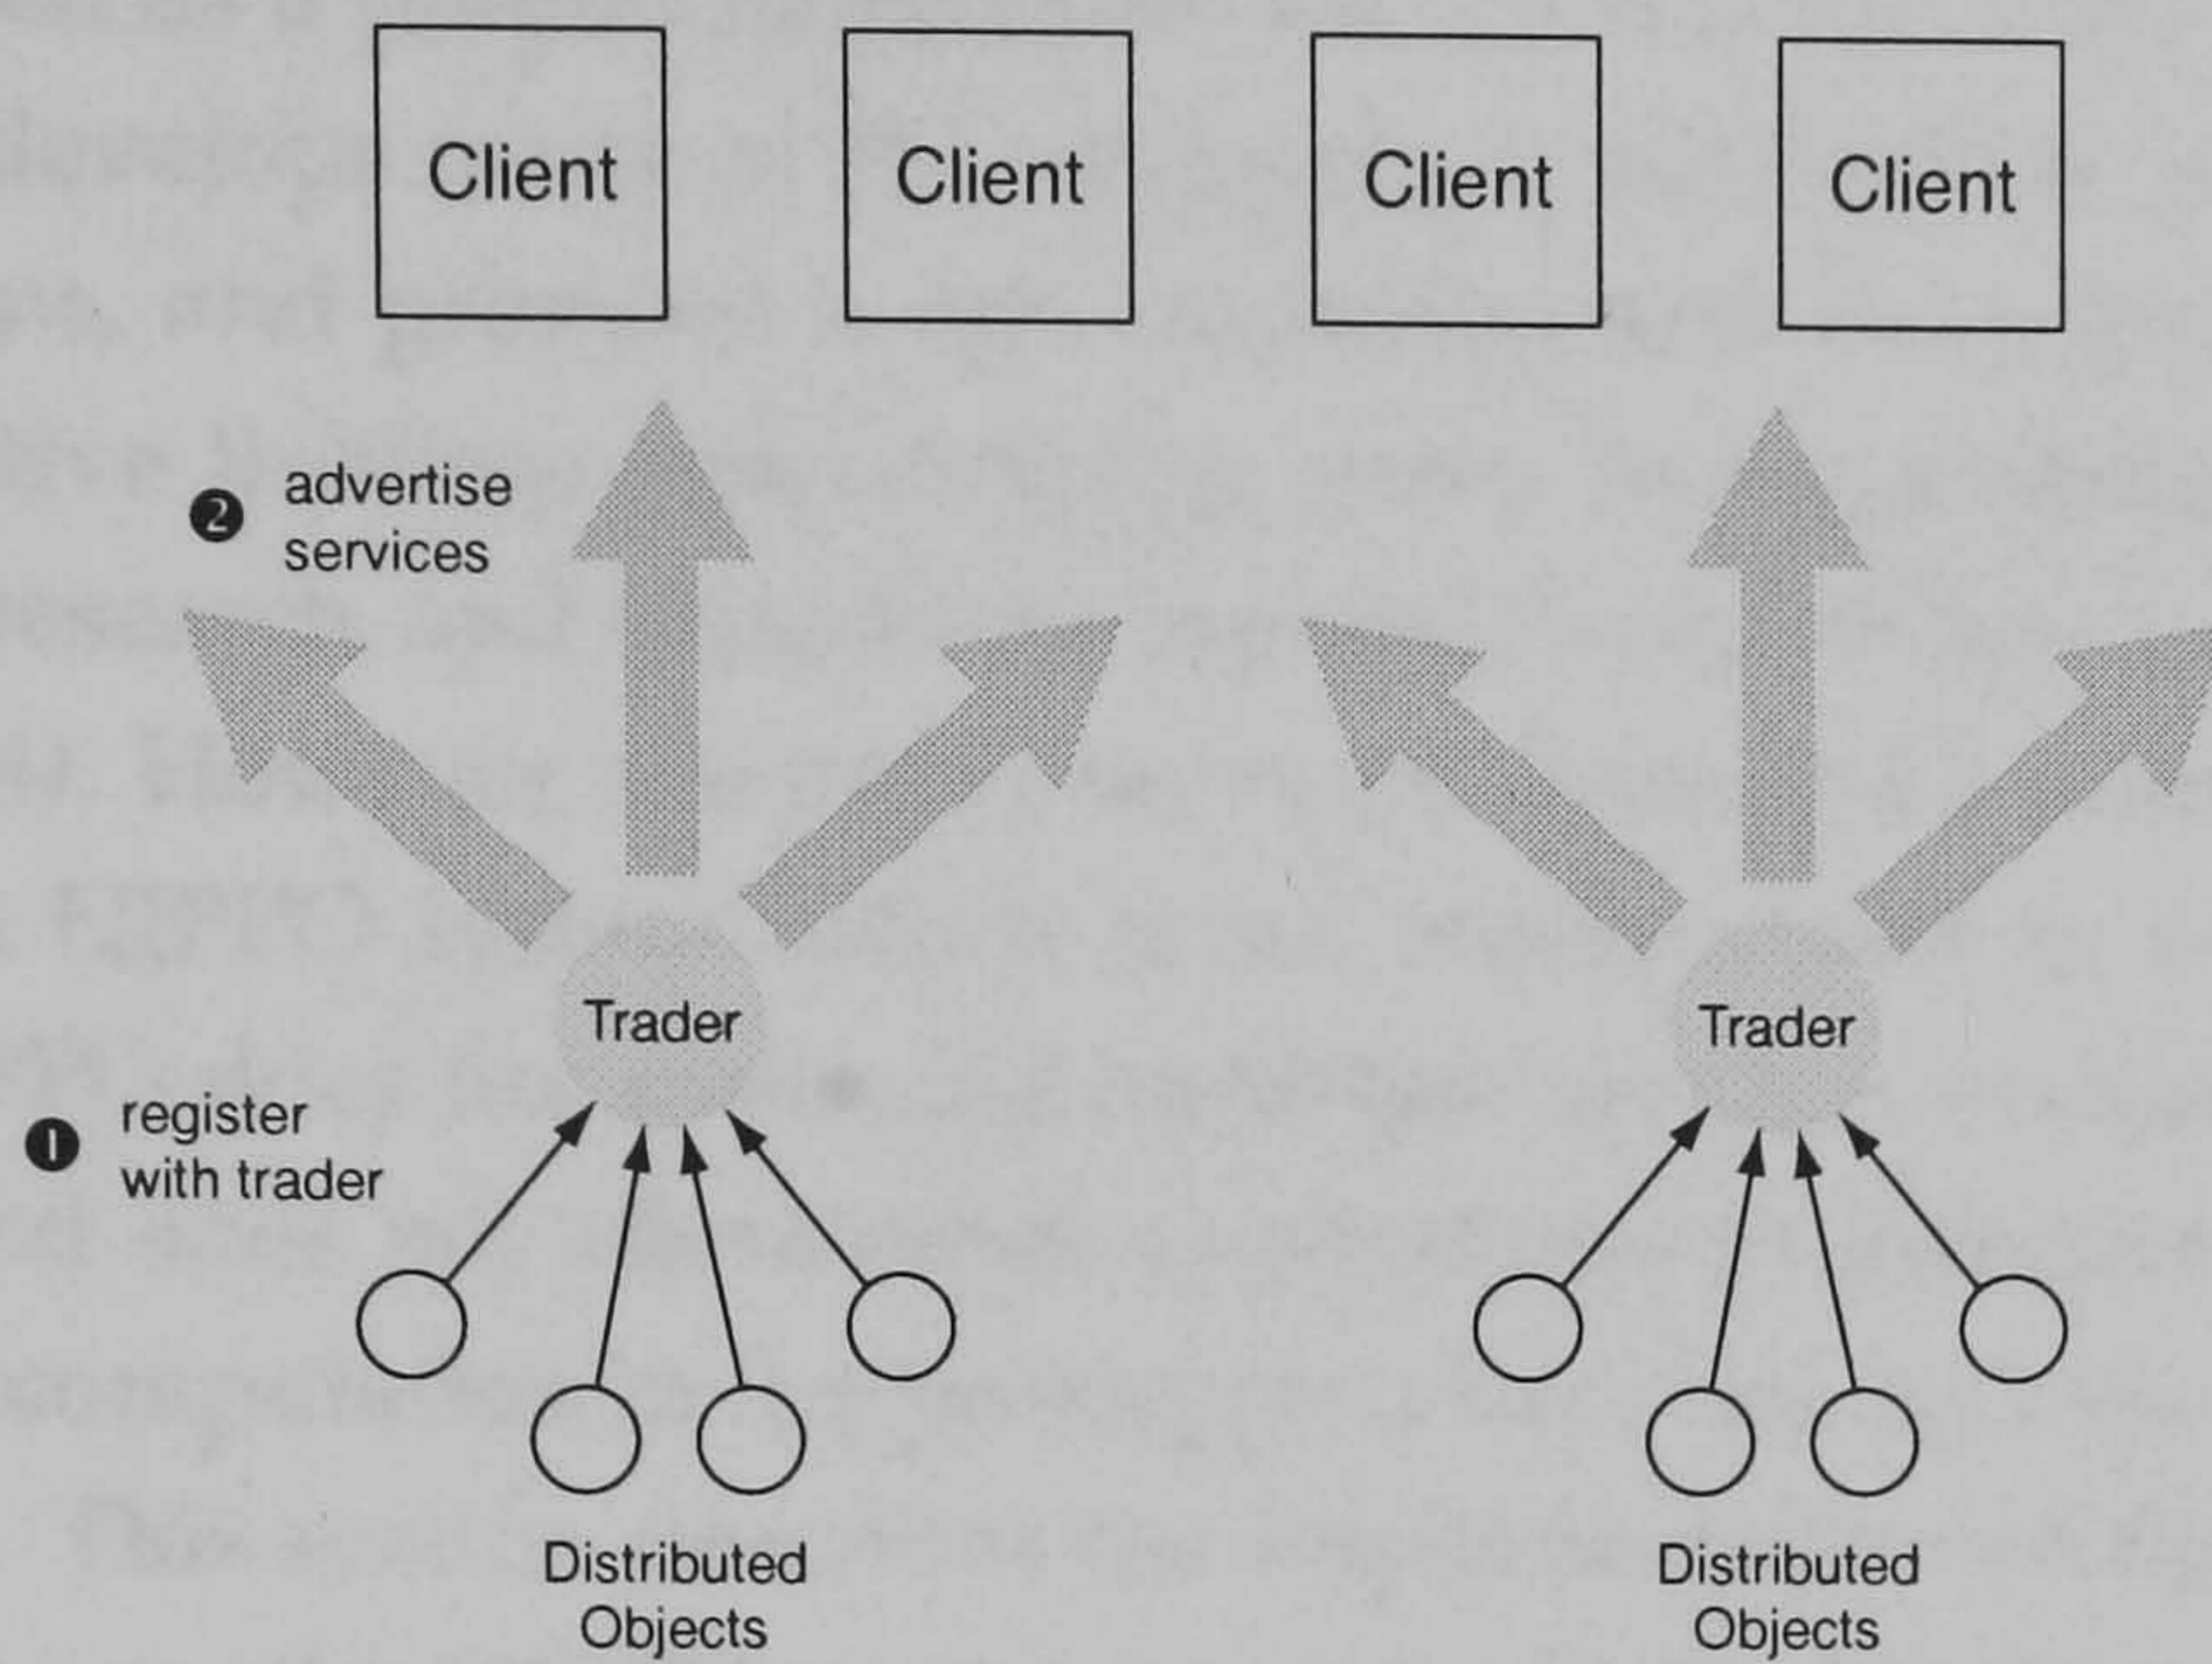 Client Client Client Client
❷ advertise
services
Trader Trader
❶ register
with trader
Distributed Distributed
Objects Objects